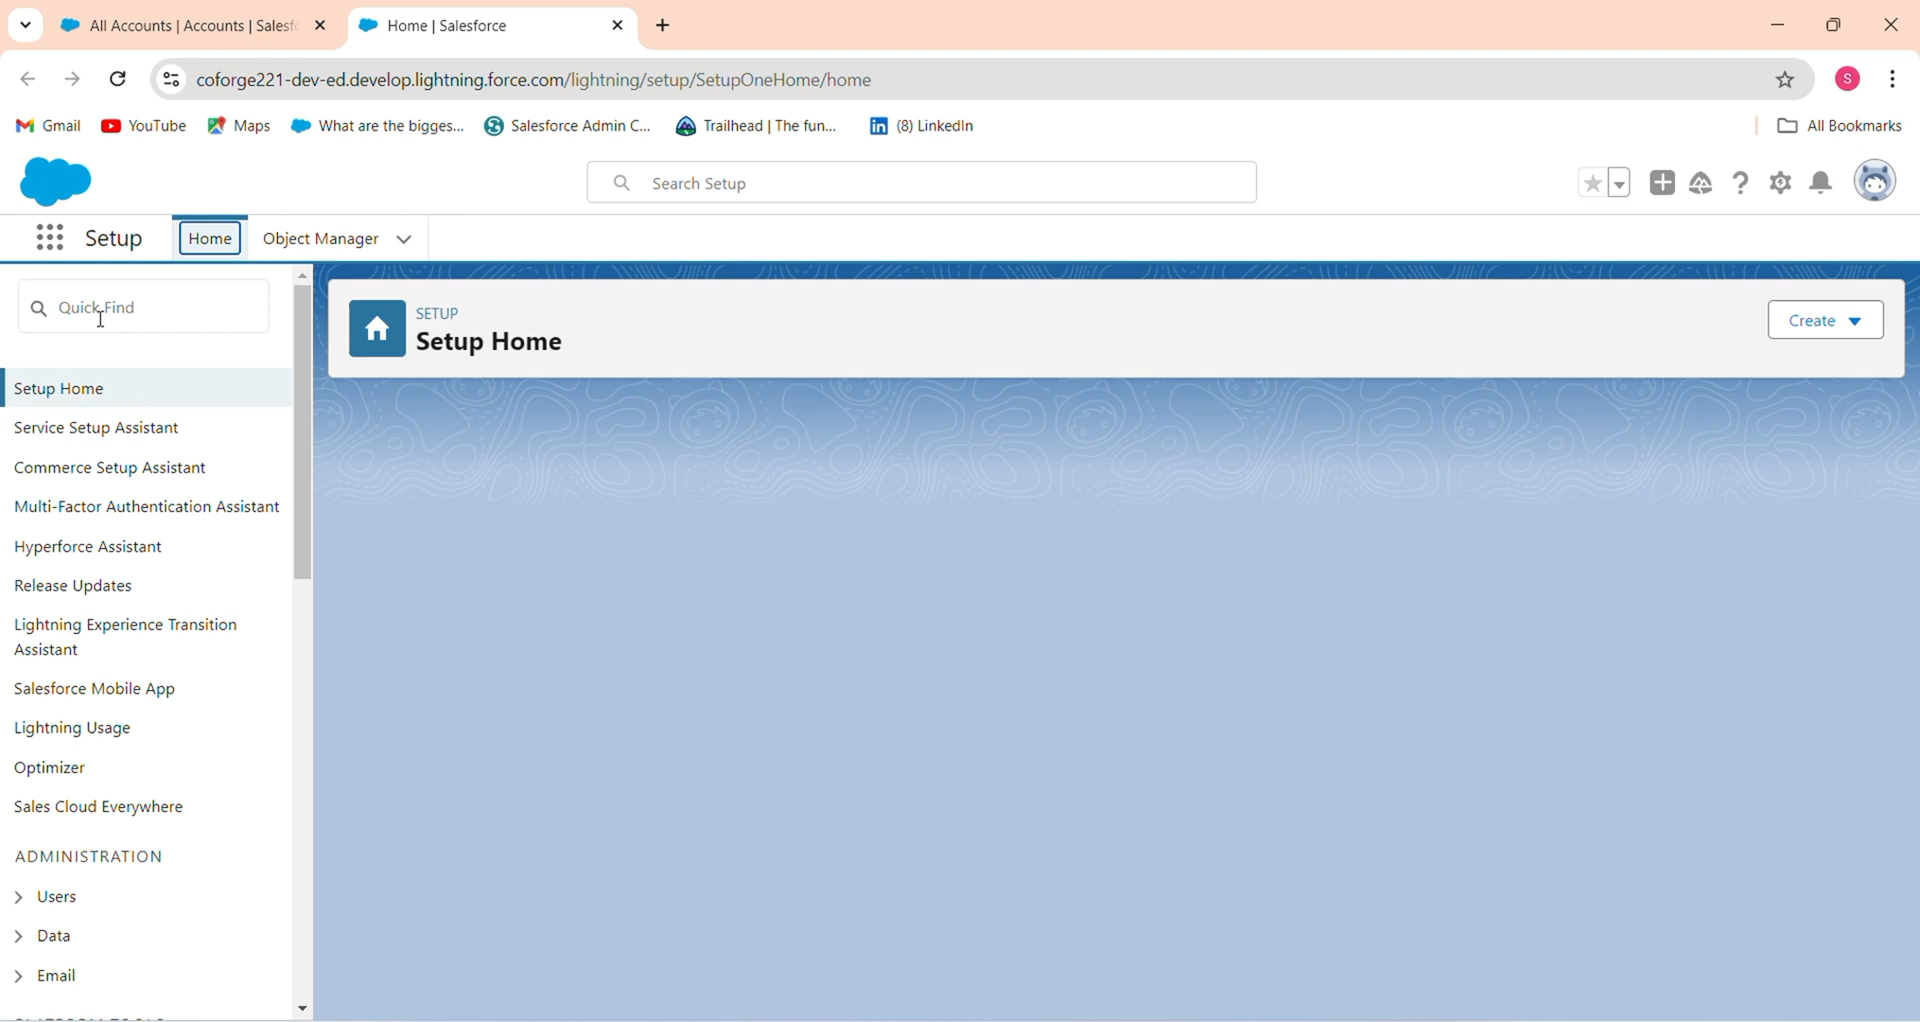 All Accounts | Accounts | Salesf
Home | Salesforce
coforge221-dev-ed.develop.lightning.force.com/lightning/setup/SetupOneHome/home
S
Gmail
YouTube
Maps
What are the bigges...
Salesforce Admin C...
Trailhead | The fun...
(8) LinkedIn
All Bookmarks
Search Setup
Setup
Home
Object Manager
Quick Find
SETUP
Setup Home
Create
Setup Home
Service Setup Assistant
Commerce Setup Assistant
Multi-Factor Authentication Assistant
Hyperforce Assistant
Release Updates
Lightning Experience Transition
Assistant
Salesforce Mobile App
Lightning Usage
Optimizer
Sales Cloud Everywhere
ADMINISTRATION
Users
Data
Email